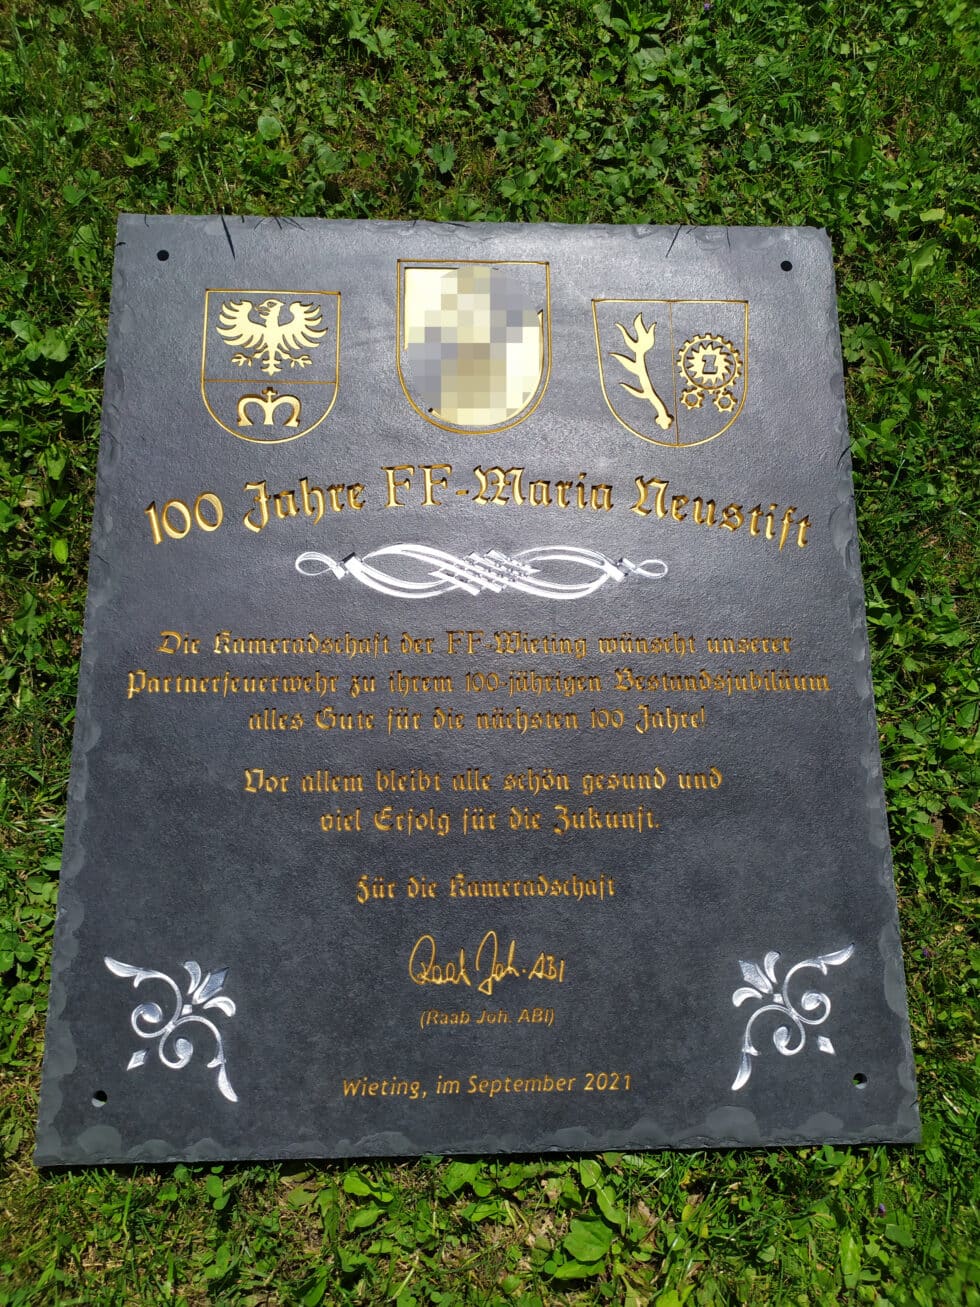 100 Jahre FF-Maria Neustift
Die Kameradschaft der FF-Wieting wünscht unserer
Partnerfeuerwehr zu ihrem 100-jährigen Bestandsjubiläum
alles Gute für die nächsten 100 Jahre!
Vor allem bleibt alle schön gesund und
viel Erfolg für die Zukunft.
Für die Kameradschaft
Raab Joh. ABI
(Raab Joh. ABI)
Wieting, im September 2021